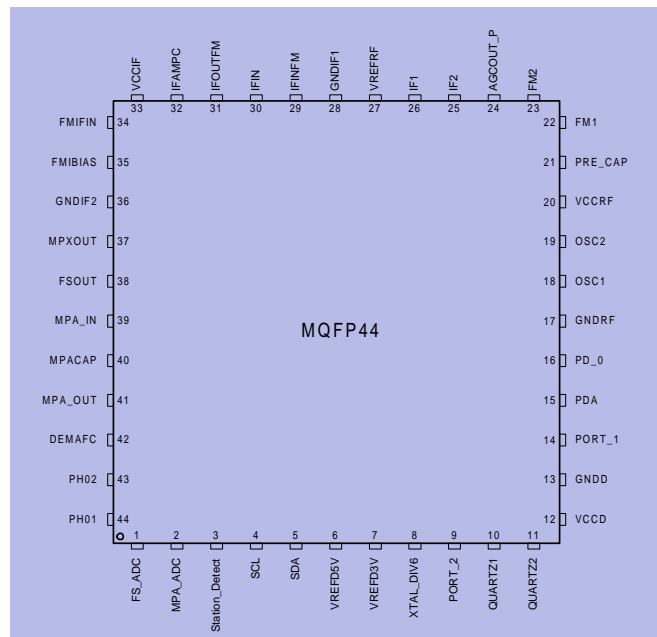 VCCIF
IFAMPC
IFOUTFM
IFIN
IFINFM
GNDIF1
VREFRF
IF1
IF2
AGCOUT_P
FM2
33 32 31 30 29 28 27 26 25 24 23
FMIFIN 34 22 FM1
FMIBIAS 35 21 PRE_CAP
GNDIF2 36 20 VCCRF
MPXOUT 37 19 OSC2
FSOUT 38 18 OSC1
MPA_IN 39 17 GNDRF
MQFP44
MPACAP 40 16 PD_0
MPA_OUT 41 15 PDA
DEMAFC 42 14 PORT_1
PH02 43 13 GNDD
PH01 44 12 VCCD
1 2 3 4 5 6 7 8 9 10 11
FS_ADC
MPA_ADC
Station_Detect
SCL
SDA
VREFD5V
VREFD3V
XTAL_DIV6
PORT_2
QUARTZ1
QUARTZ2